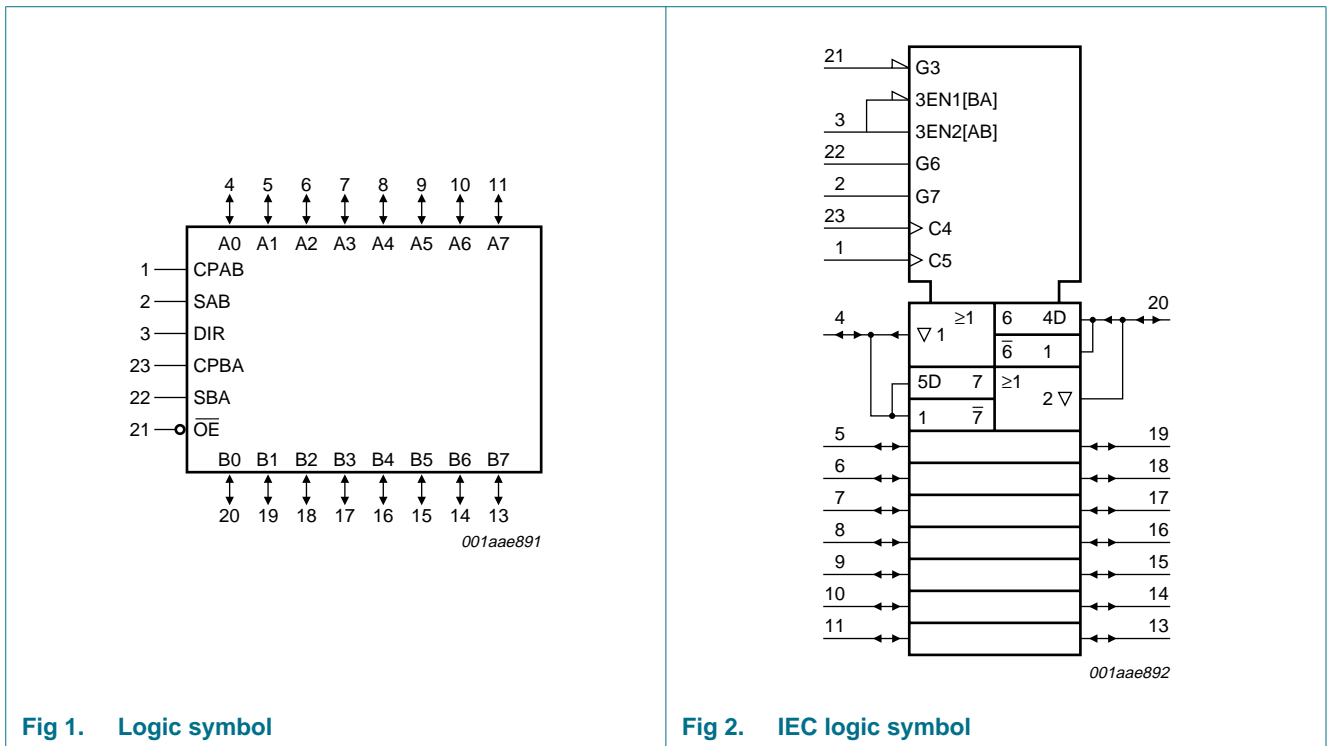 4 5 6 7 8 9 10 11
A0 A1 A2 A3 A4 A5 A6 A7
1 CPAB
2 SAB
3 DIR
23 CPBA
22 SBA
21 O̅E̅
B0 B1 B2 B3 B4 B5 B6 B7
20 19 18 17 16 15 14 13
001aae891
Fig 1. Logic symbol
21 G3
3EN1[BA]
3 3EN2[AB]
22 G6
2 G7
23 C4
1 C5
4 ≥1 6 4D 20
▽ 1
6̅ 1
5D 7 ≥1
2 ▽
1 7̅
5 19
6 18
7 17
8 16
9 15
10 14
11 13
001aae892
Fig 2. IEC logic symbol